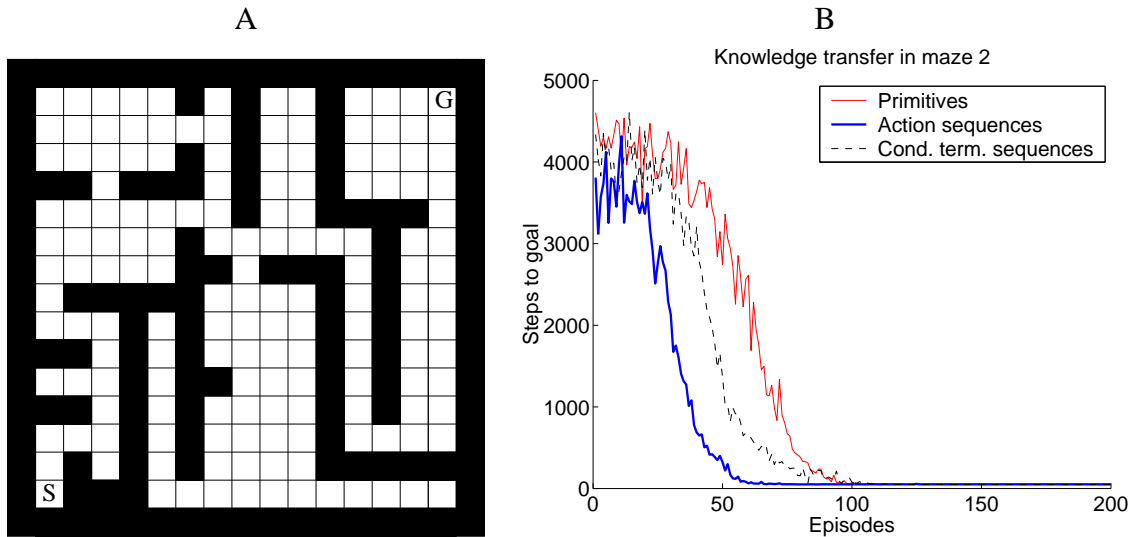 A
G
S
B
Knowledge transfer in maze 2
Primitives
Action sequences
Cond. term. sequences
Steps to goal
5000
4000
3000
2000
1000
0
0
50
100
150
200
Episodes